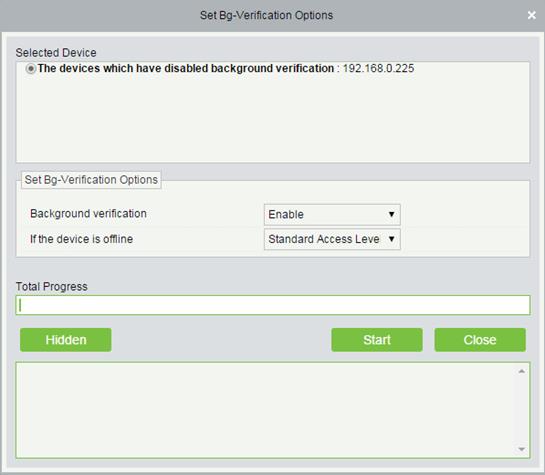 Set Bg-Verification Options
Selected Device
The devices which have disabled background verification : 192.168.0.225
Set Bg-Verification Options
Background verification Enable
If the device is offline Standard Access Leve
Total Progress
Hidden Start Close